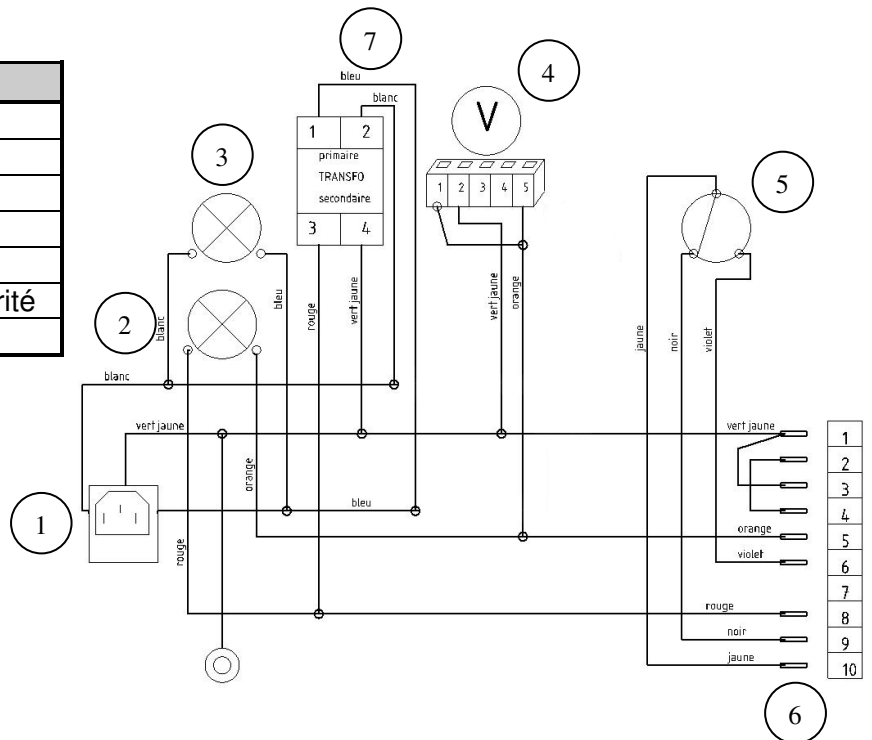 7
bleu
4
blanc
1 2
V
primaire
TRANSFO
secondaire
3
1 2 3 4 5
5
3 4
rité
2
blanc
bleu
rouge
vert jaune
vert jaune
orange
jaune
noir
violet
blanc
vert jaune
vert jaune
1
2
orange
bleu
3
1
4
orange
5
rouge
violet
6
7
rouge
8
noir
9
jaune
10
6